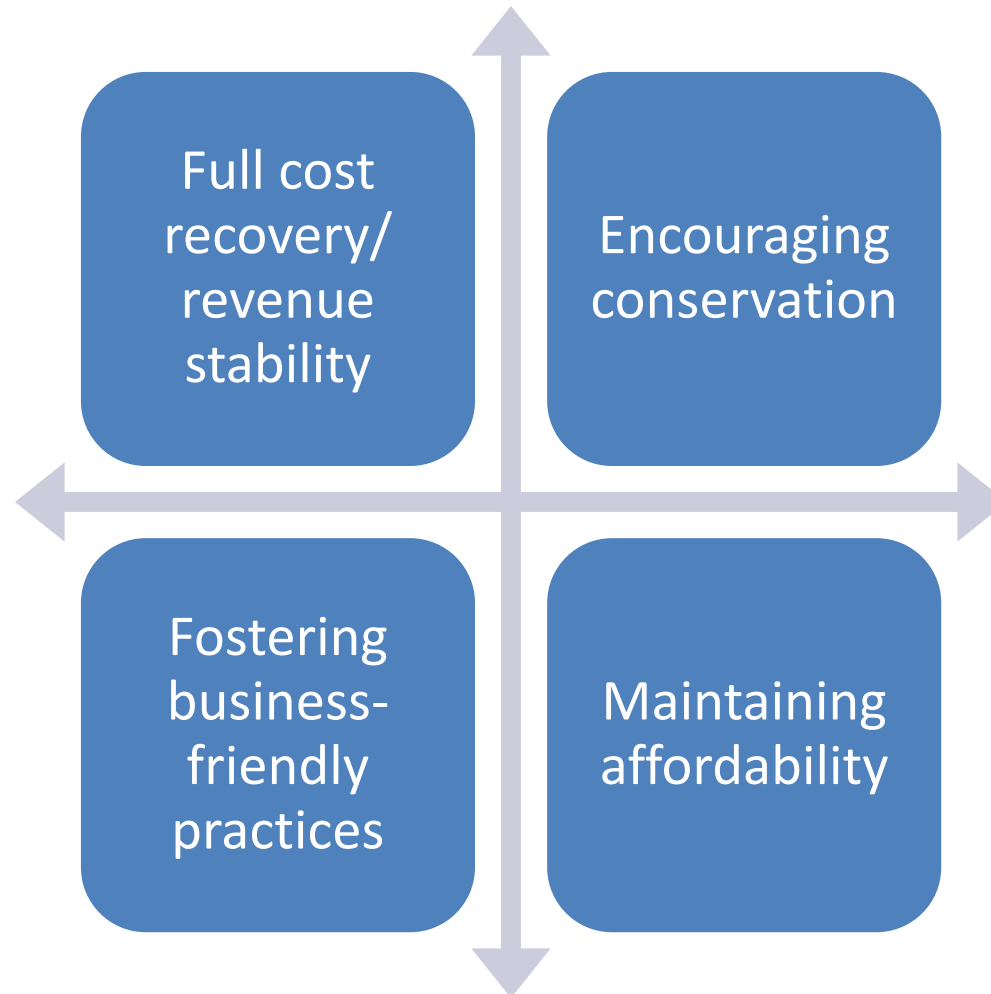 Full cost
recovery/
revenue
stability
Encouraging
conservation
Fostering
business-
friendly
practices
Maintaining
affordability